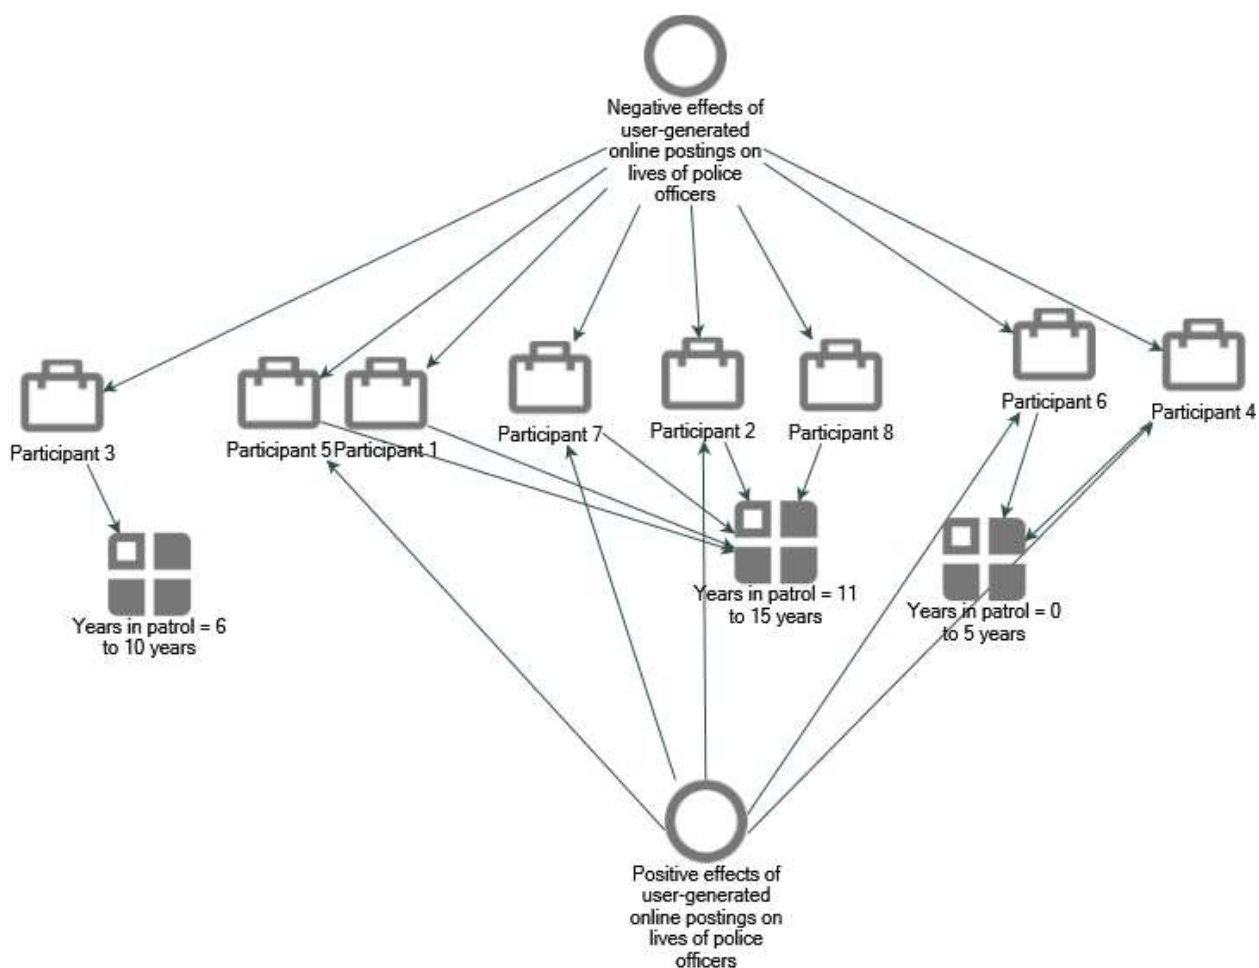 Negative effects of
user-generated
online postings on
lives of police
officers
Participant 3
Participant 5
Participant 1
Participant 7
Participant 2
Participant 8
Participant 6
Participant 4
Years in patrol = 6
to 10 years
Years in patrol = 11
to 15 years
Years in patrol = 0
to 5 years
Positive effects of
user-generated
online postings on
lives of police
officers